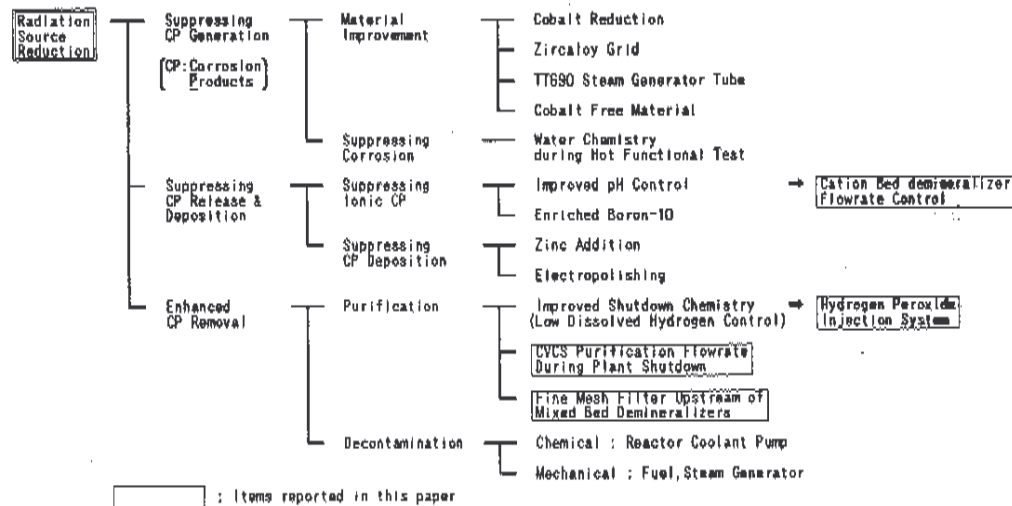 Radiation
Source
Reduction
Suppressing
CP Generation
(CP:Corrosion
Products)
Material
Improvement
Cobalt Reduction
Zircaloy Grid
TT690 Steam Generator Tube
Cobalt Free Material
Suppressing
Corrosion
Water Chemistry
during Hot Functional Test
Suppressing
CP Release &
Deposition
Suppressing
Ionic CP
Improved pH Control
→ Cation Bed demineralizer
Flowrate Control
Enriched Boron-10
Suppressing
CP Deposition
Zinc Addition
Electropolishing
Enhanced
CP Removal
Purification
Improved Shutdown Chemistry
(Low Dissolved Hydrogen Control)
→ Hydrogen Peroxide
Injection System
CVCS Purification Flowrate
During Plant Shutdown
Fine Mesh Filter Upstream of
Mixed Bed Demineralizers
Decontamination
Chemical : Reactor Coolant Pump
Mechanical : Fuel,Steam Generator
: Items reported in this paper